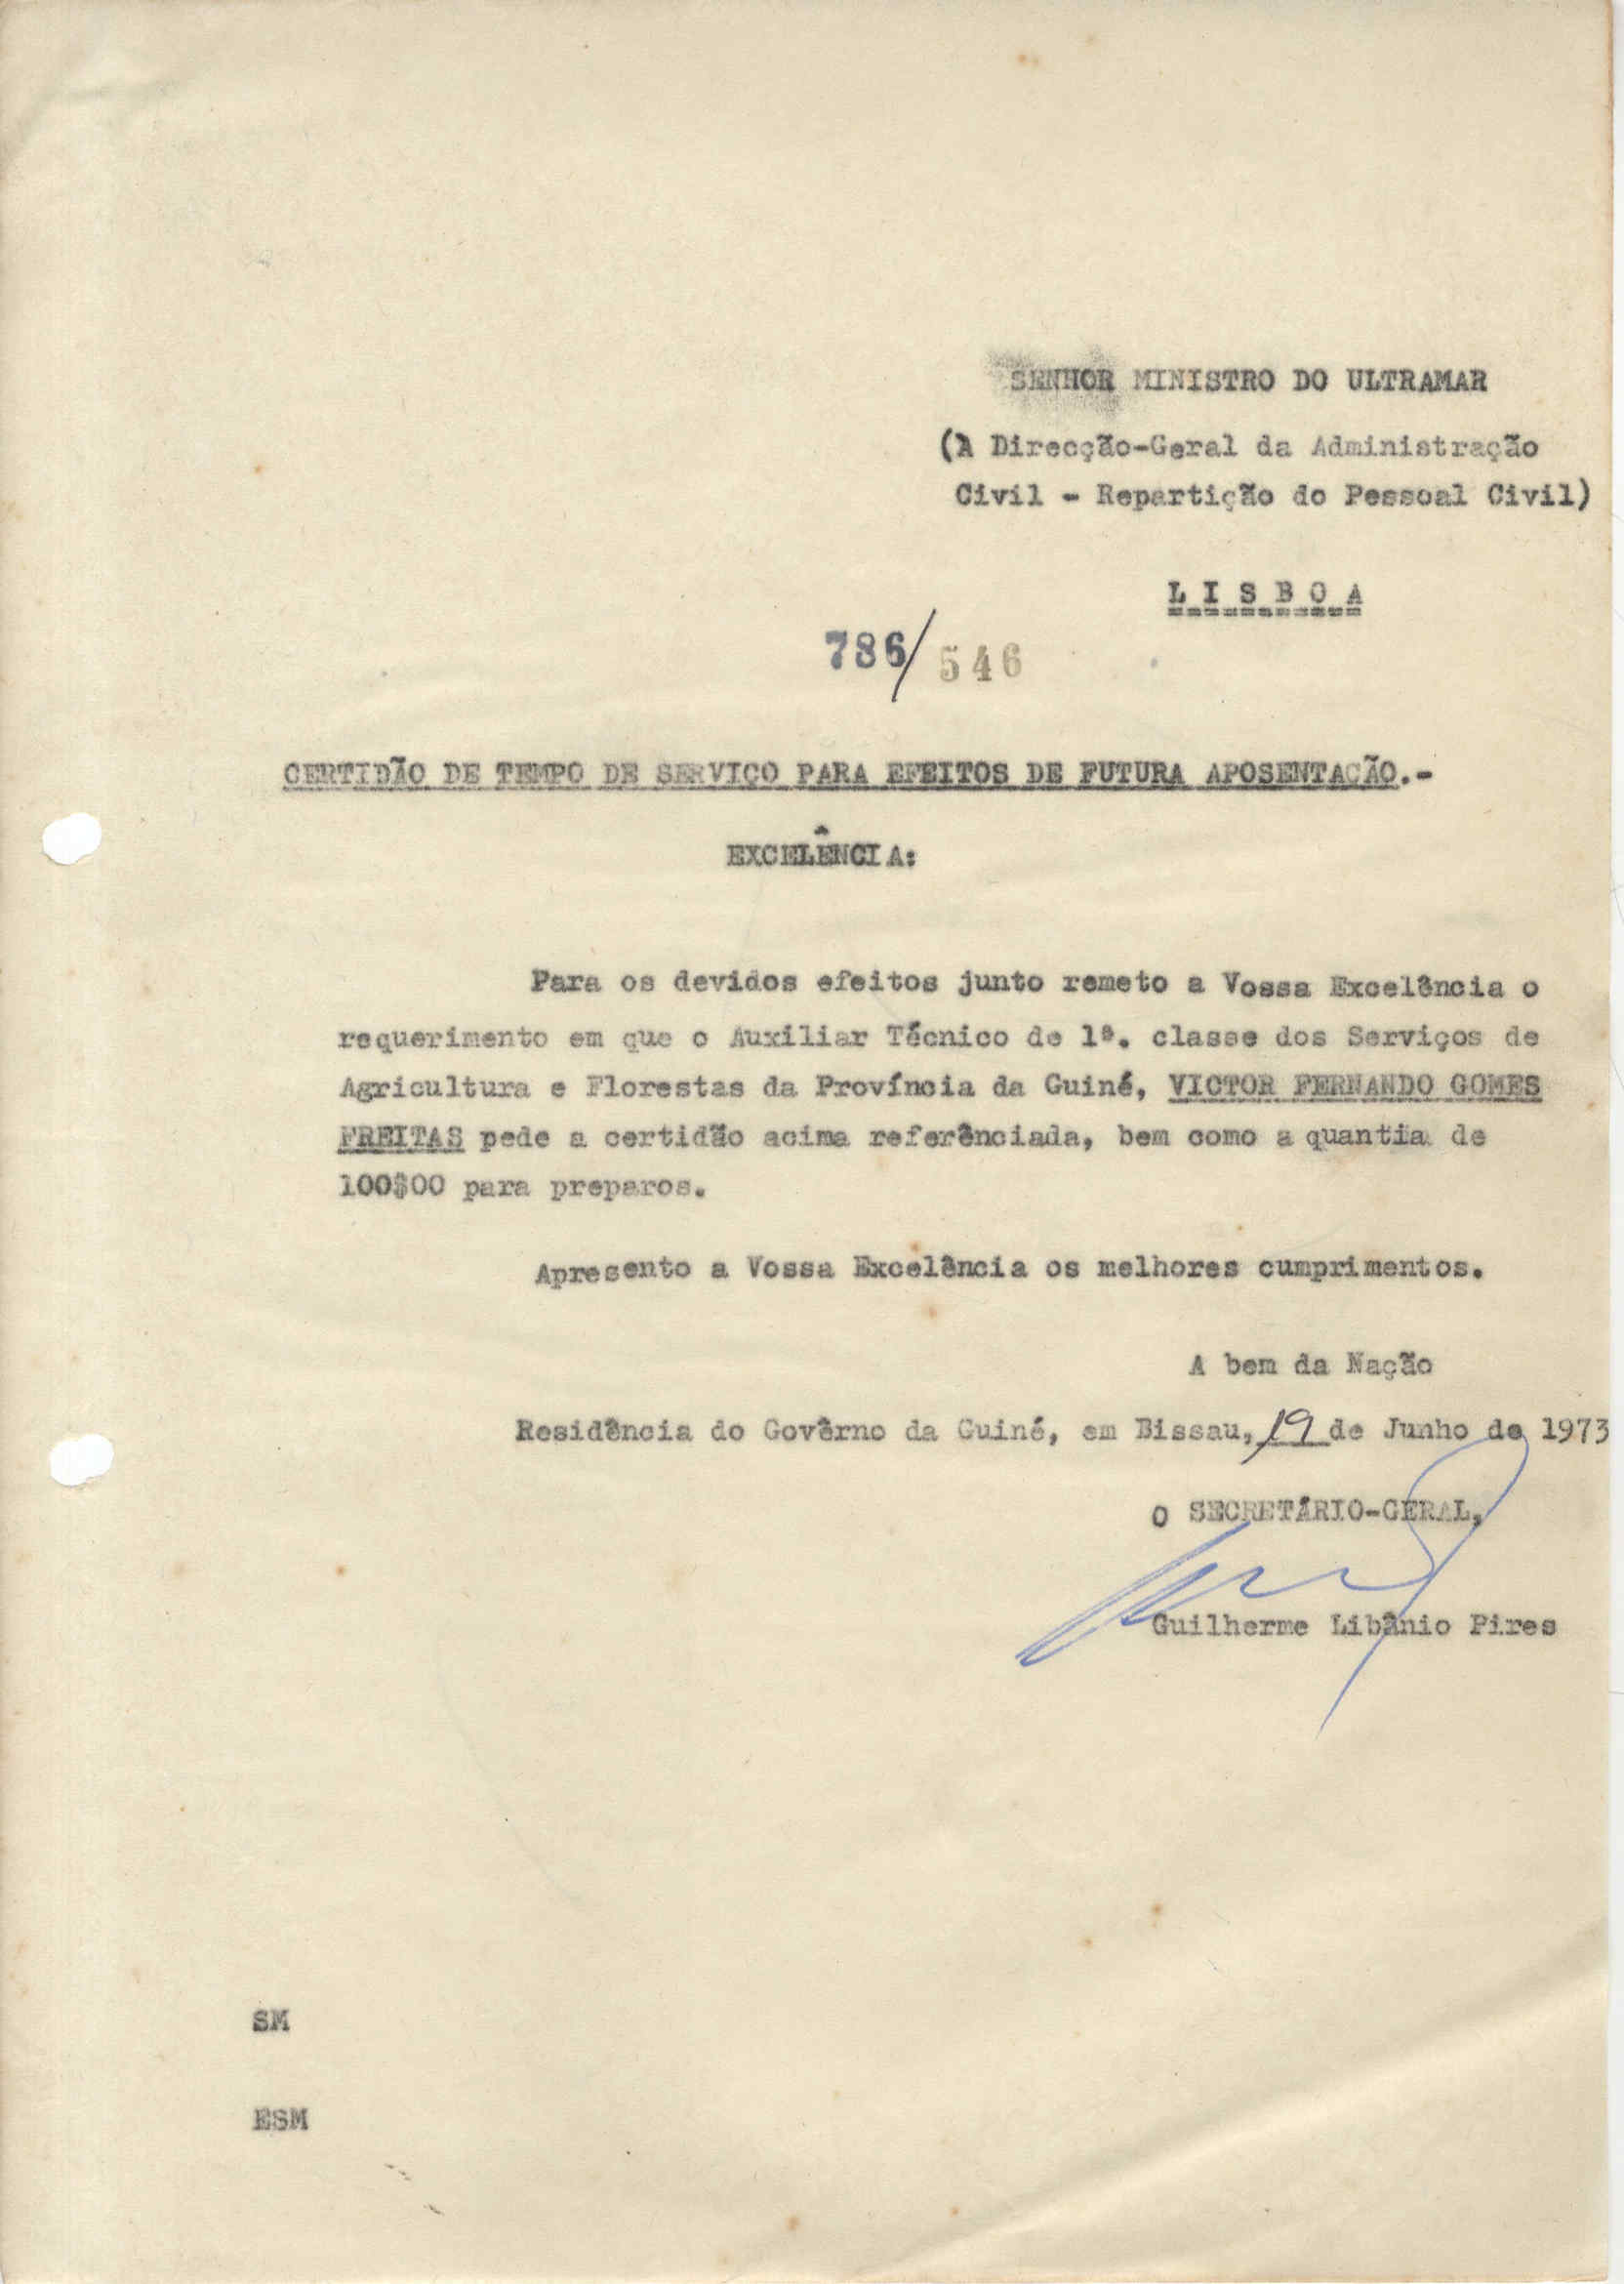 SENHOR MINISTRO DO ULTRAMAR
(À Direcção-Geral da Administração
Civil - Repartição do Pessoal Civil)
L I S B O A
786/546
CERTIDÃO DE TEMPO DE SERVIÇO PARA EFEITOS DE FUTURA APOSENTAÇÃO.-
EXCELÊNCIA:
Para os devidos efeitos junto remeto a Vossa Excelência o
requerimento em que o Auxiliar Técnico de 1ª. classe dos Serviços de
Agricultura e Florestas da Província da Guiné, VICTOR FERNANDO GOMES
FREITAS pede a certidão acima referênciada, bem como a quantia de
100$00 para preparos.
Apresento a Vossa Excelência os melhores cumprimentos.
A bem da Nação
Residência do Govêrno da Guiné, em Bissau, 19 de Junho de 1973
O SECRETÁRIO-GERAL,
Guilherme Libânio Pires
SM
ESM